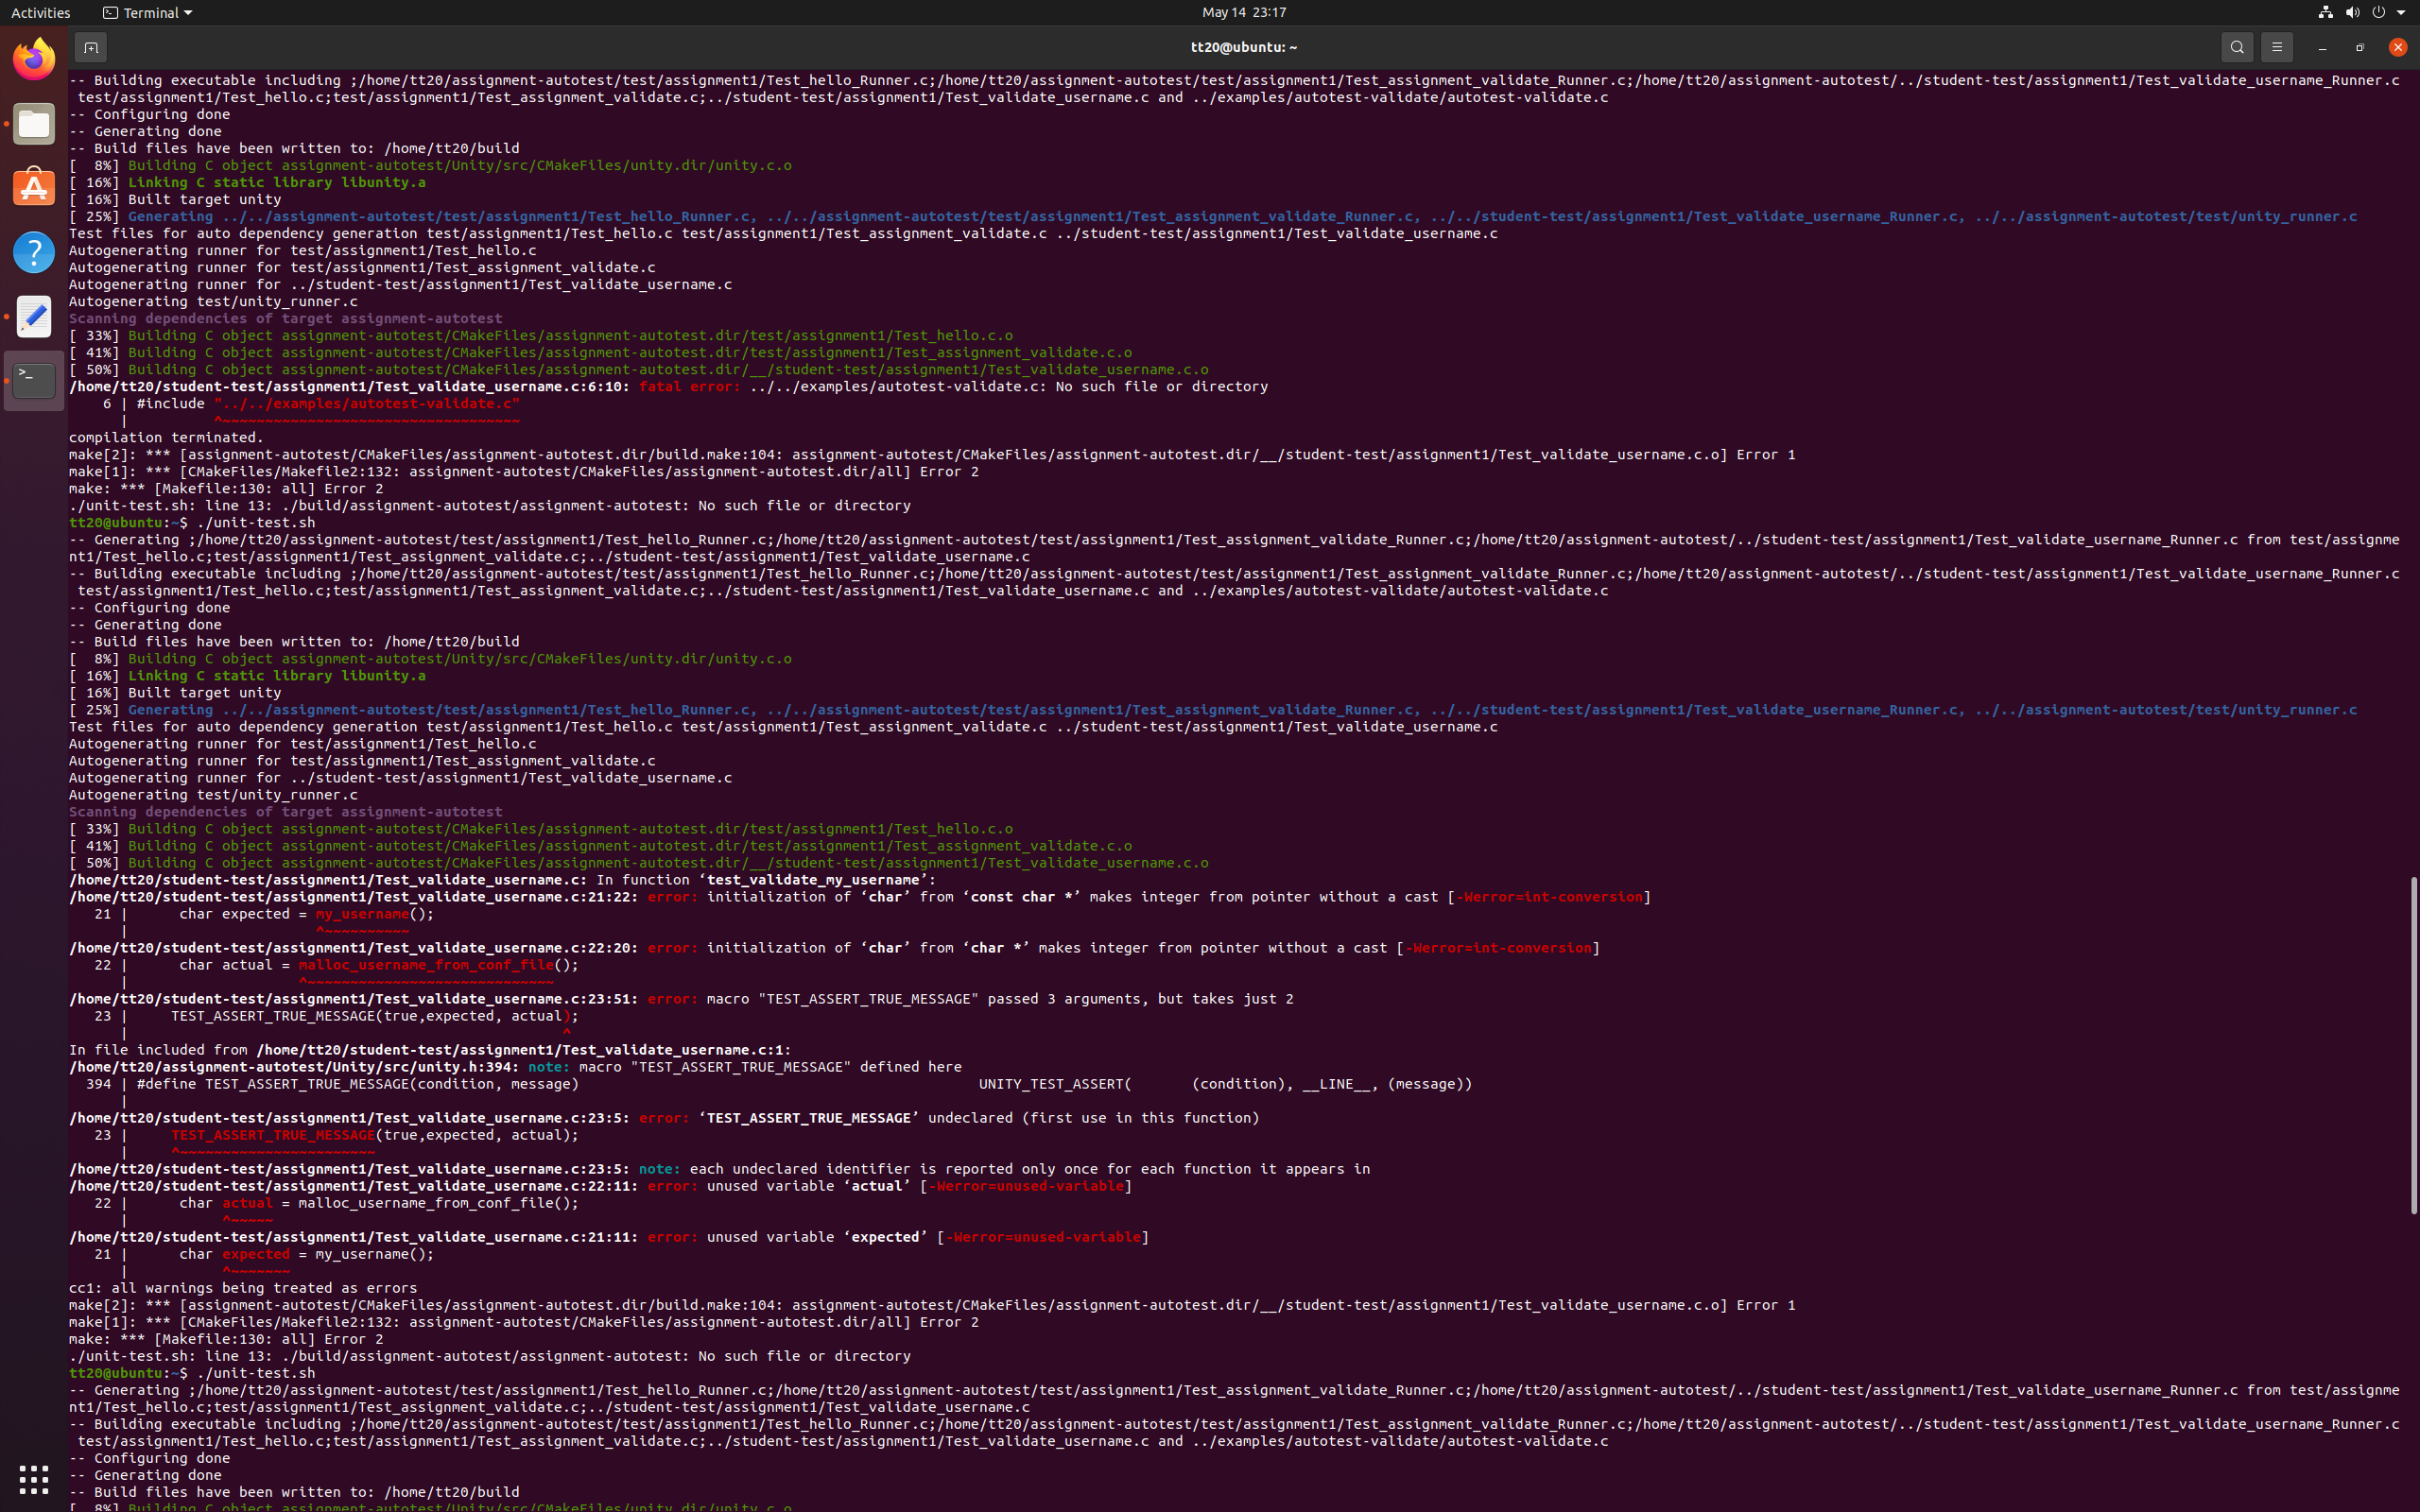 Activities
Terminal
May 14 23:17
tt20@ubuntu: ~
-- Building executable including ;/home/tt20/assignment-autotest/test/assignment1/Test_hello_Runner.c;/home/tt20/assignment-autotest/test/assignment1/Test_assignment_validate_Runner.c;/home/tt20/assignment-autotest/../student-test/assignment1/Test_validate_username_Runner.c
 test/assignment1/Test_hello.c;test/assignment1/Test_assignment_validate.c;../student-test/assignment1/Test_validate_username.c and ../examples/autotest-validate/autotest-validate.c
-- Configuring done
-- Generating done
-- Build files have been written to: /home/tt20/build
[  8%] Building C object assignment-autotest/Unity/src/CMakeFiles/unity.dir/unity.c.o
[ 16%] Linking C static library libunity.a
[ 16%] Built target unity
[ 25%] Generating ../../assignment-autotest/test/assignment1/Test_hello_Runner.c, ../../assignment-autotest/test/assignment1/Test_assignment_validate_Runner.c, ../../student-test/assignment1/Test_validate_username_Runner.c, ../../assignment-autotest/test/unity_runner.c
Test files for auto dependency generation test/assignment1/Test_hello.c test/assignment1/Test_assignment_validate.c ../student-test/assignment1/Test_validate_username.c
Autogenerating runner for test/assignment1/Test_hello.c
Autogenerating runner for test/assignment1/Test_assignment_validate.c
Autogenerating runner for ../student-test/assignment1/Test_validate_username.c
Autogenerating test/unity_runner.c
Scanning dependencies of target assignment-autotest
[ 33%] Building C object assignment-autotest/CMakeFiles/assignment-autotest.dir/test/assignment1/Test_hello.c.o
[ 41%] Building C object assignment-autotest/CMakeFiles/assignment-autotest.dir/test/assignment1/Test_assignment_validate.c.o
[ 50%] Building C object assignment-autotest/CMakeFiles/assignment-autotest.dir/__/student-test/assignment1/Test_validate_username.c.o
/home/tt20/student-test/assignment1/Test_validate_username.c:6:10: fatal error: ../../examples/autotest-validate.c: No such file or directory
    6 | #include "../../examples/autotest-validate.c"
      |          ^~~~~~~~~~~~~~~~~~~~~~~~~~~~~~~~~~~~
compilation terminated.
make[2]: *** [assignment-autotest/CMakeFiles/assignment-autotest.dir/build.make:104: assignment-autotest/CMakeFiles/assignment-autotest.dir/__/student-test/assignment1/Test_validate_username.c.o] Error 1
make[1]: *** [CMakeFiles/Makefile2:132: assignment-autotest/CMakeFiles/assignment-autotest.dir/all] Error 2
make: *** [Makefile:130: all] Error 2
./unit-test.sh: line 13: ./build/assignment-autotest/assignment-autotest: No such file or directory
tt20@ubuntu:~$ ./unit-test.sh
-- Generating ;/home/tt20/assignment-autotest/test/assignment1/Test_hello_Runner.c;/home/tt20/assignment-autotest/test/assignment1/Test_assignment_validate_Runner.c;/home/tt20/assignment-autotest/../student-test/assignment1/Test_validate_username_Runner.c from test/assignme
nt1/Test_hello.c;test/assignment1/Test_assignment_validate.c;../student-test/assignment1/Test_validate_username.c
-- Building executable including ;/home/tt20/assignment-autotest/test/assignment1/Test_hello_Runner.c;/home/tt20/assignment-autotest/test/assignment1/Test_assignment_validate_Runner.c;/home/tt20/assignment-autotest/../student-test/assignment1/Test_validate_username_Runner.c
 test/assignment1/Test_hello.c;test/assignment1/Test_assignment_validate.c;../student-test/assignment1/Test_validate_username.c and ../examples/autotest-validate/autotest-validate.c
-- Configuring done
-- Generating done
-- Build files have been written to: /home/tt20/build
[  8%] Building C object assignment-autotest/Unity/src/CMakeFiles/unity.dir/unity.c.o
[ 16%] Linking C static library libunity.a
[ 16%] Built target unity
[ 25%] Generating ../../assignment-autotest/test/assignment1/Test_hello_Runner.c, ../../assignment-autotest/test/assignment1/Test_assignment_validate_Runner.c, ../../student-test/assignment1/Test_validate_username_Runner.c, ../../assignment-autotest/test/unity_runner.c
Test files for auto dependency generation test/assignment1/Test_hello.c test/assignment1/Test_assignment_validate.c ../student-test/assignment1/Test_validate_username.c
Autogenerating runner for test/assignment1/Test_hello.c
Autogenerating runner for test/assignment1/Test_assignment_validate.c
Autogenerating runner for ../student-test/assignment1/Test_validate_username.c
Autogenerating test/unity_runner.c
Scanning dependencies of target assignment-autotest
[ 33%] Building C object assignment-autotest/CMakeFiles/assignment-autotest.dir/test/assignment1/Test_hello.c.o
[ 41%] Building C object assignment-autotest/CMakeFiles/assignment-autotest.dir/test/assignment1/Test_assignment_validate.c.o
[ 50%] Building C object assignment-autotest/CMakeFiles/assignment-autotest.dir/__/student-test/assignment1/Test_validate_username.c.o
/home/tt20/student-test/assignment1/Test_validate_username.c: In function ‘test_validate_my_username’:
/home/tt20/student-test/assignment1/Test_validate_username.c:21:22: error: initialization of ‘char’ from ‘const char *’ makes integer from pointer without a cast [-Werror=int-conversion]
   21 |      char expected = my_username();
      |                      ^~~~~~~~~~~
/home/tt20/student-test/assignment1/Test_validate_username.c:22:20: error: initialization of ‘char’ from ‘char *’ makes integer from pointer without a cast [-Werror=int-conversion]
   22 |      char actual = malloc_username_from_conf_file();
      |                    ^~~~~~~~~~~~~~~~~~~~~~~~~~~~~~
/home/tt20/student-test/assignment1/Test_validate_username.c:23:51: error: macro "TEST_ASSERT_TRUE_MESSAGE" passed 3 arguments, but takes just 2
   23 |     TEST_ASSERT_TRUE_MESSAGE(true,expected, actual);
      |                                                   ^
In file included from /home/tt20/student-test/assignment1/Test_validate_username.c:1:
/home/tt20/assignment-autotest/Unity/src/unity.h:394: note: macro "TEST_ASSERT_TRUE_MESSAGE" defined here
  394 | #define TEST_ASSERT_TRUE_MESSAGE(condition, message)                                               UNITY_TEST_ASSERT(       (condition), __LINE__, (message))
      |
/home/tt20/student-test/assignment1/Test_validate_username.c:23:5: error: ‘TEST_ASSERT_TRUE_MESSAGE’ undeclared (first use in this function)
   23 |     TEST_ASSERT_TRUE_MESSAGE(true,expected, actual);
      |     ^~~~~~~~~~~~~~~~~~~~~~~~
/home/tt20/student-test/assignment1/Test_validate_username.c:23:5: note: each undeclared identifier is reported only once for each function it appears in
/home/tt20/student-test/assignment1/Test_validate_username.c:22:11: error: unused variable ‘actual’ [-Werror=unused-variable]
   22 |      char actual = malloc_username_from_conf_file();
      |           ^~~~~~
/home/tt20/student-test/assignment1/Test_validate_username.c:21:11: error: unused variable ‘expected’ [-Werror=unused-variable]
   21 |      char expected = my_username();
      |           ^~~~~~~~
cc1: all warnings being treated as errors
make[2]: *** [assignment-autotest/CMakeFiles/assignment-autotest.dir/build.make:104: assignment-autotest/CMakeFiles/assignment-autotest.dir/__/student-test/assignment1/Test_validate_username.c.o] Error 1
make[1]: *** [CMakeFiles/Makefile2:132: assignment-autotest/CMakeFiles/assignment-autotest.dir/all] Error 2
make: *** [Makefile:130: all] Error 2
./unit-test.sh: line 13: ./build/assignment-autotest/assignment-autotest: No such file or directory
tt20@ubuntu:~$ ./unit-test.sh
-- Generating ;/home/tt20/assignment-autotest/test/assignment1/Test_hello_Runner.c;/home/tt20/assignment-autotest/test/assignment1/Test_assignment_validate_Runner.c;/home/tt20/assignment-autotest/../student-test/assignment1/Test_validate_username_Runner.c from test/assignme
nt1/Test_hello.c;test/assignment1/Test_assignment_validate.c;../student-test/assignment1/Test_validate_username.c
-- Building executable including ;/home/tt20/assignment-autotest/test/assignment1/Test_hello_Runner.c;/home/tt20/assignment-autotest/test/assignment1/Test_assignment_validate_Runner.c;/home/tt20/assignment-autotest/../student-test/assignment1/Test_validate_username_Runner.c
 test/assignment1/Test_hello.c;test/assignment1/Test_assignment_validate.c;../student-test/assignment1/Test_validate_username.c and ../examples/autotest-validate/autotest-validate.c
-- Configuring done
-- Generating done
-- Build files have been written to: /home/tt20/build
[  8%] Building C object assignment-autotest/Unity/src/CMakeFiles/unity.dir/unity.c.o